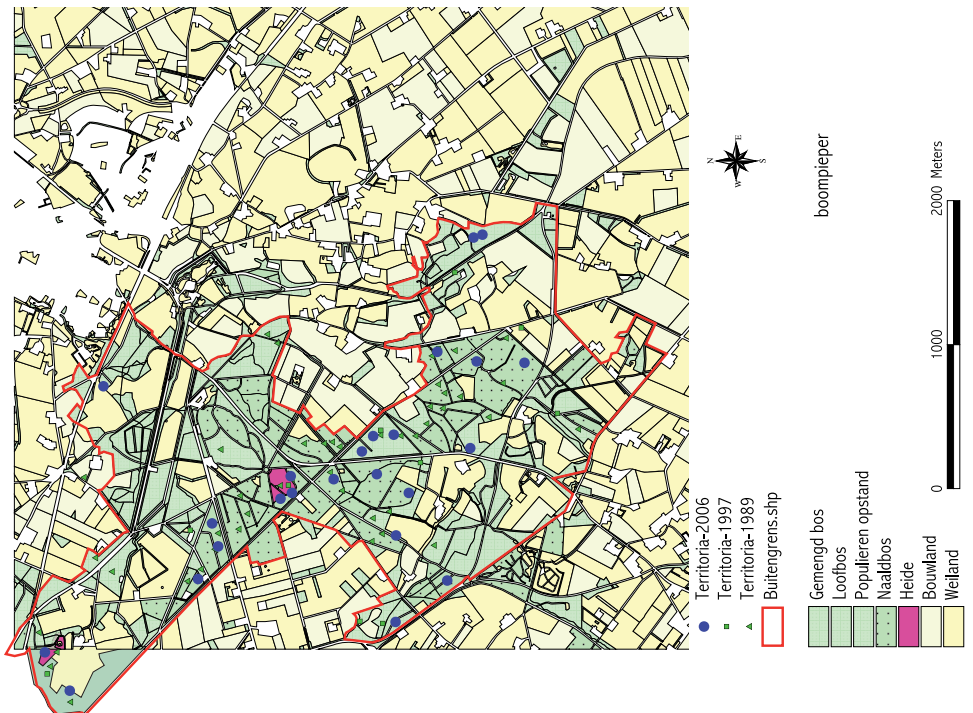 N
W
E
S
boompieper
Territoria-2006
Territoria-1997
Territoria-1989
Buitengrens.shp
Gemengd bos
Loofbos
Populieren opstand
Naaldbos
Heide
Bouwland
Weiland
0
1000
2000 Meters